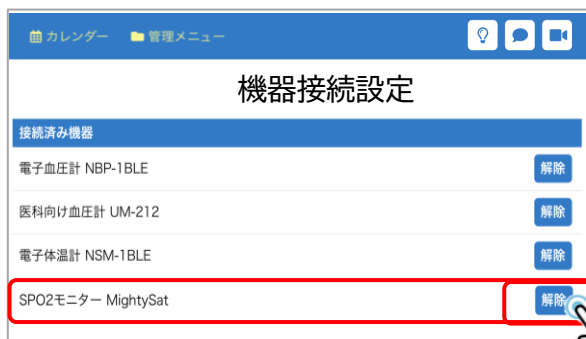 カレンダー 管理メニュー
機器接続設定
接続済み機器
電子血圧計 NBP-1BLE 解除
医科向け血圧計 UM-212 解除
電子体温計 NSM-1BLE 解除
SPO2モニター MightySat 解除